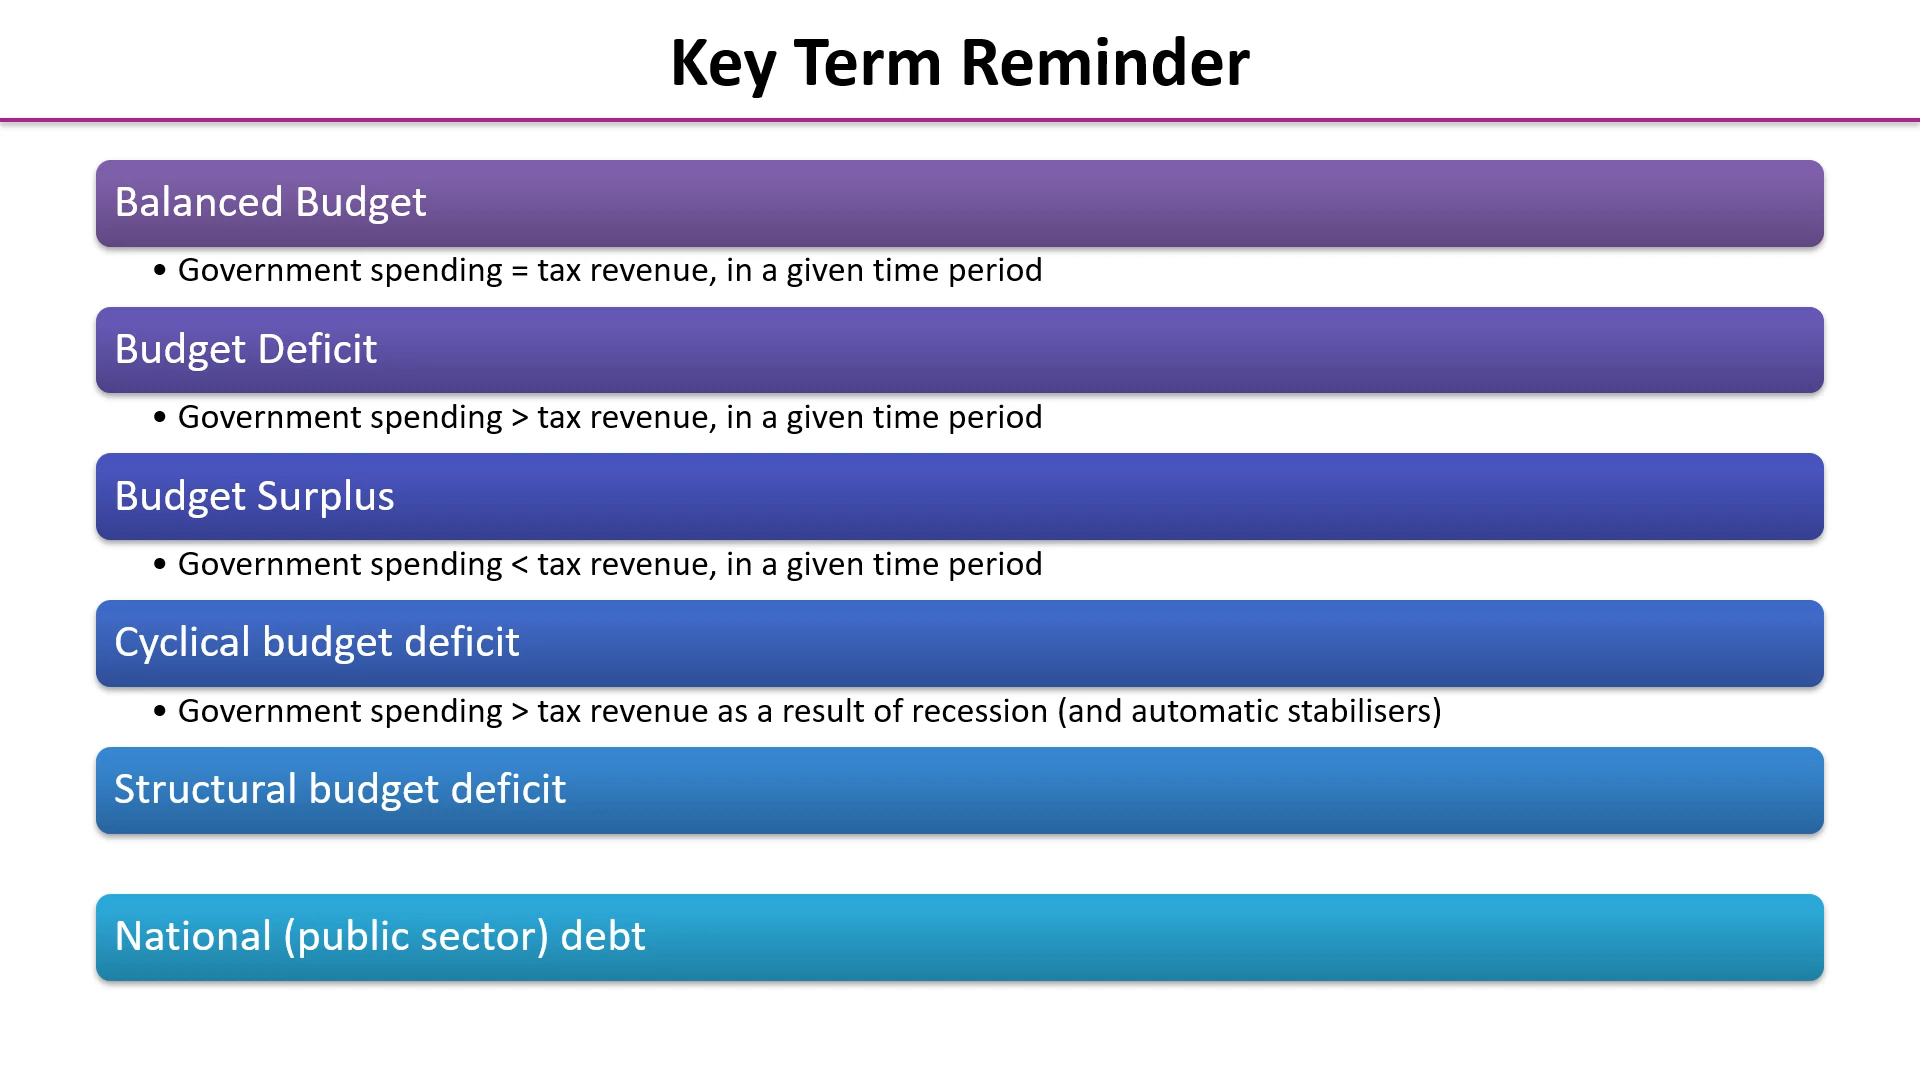 Key Term Reminder
Balanced Budget
• Government spending = tax revenue, in a given time period
Budget Deficit
• Government spending > tax revenue, in a given time period
Budget Surplus
• Government spending < tax revenue, in a given time period
Cyclical budget deficit
• Government spending > tax revenue as a result of recession (and automatic stabilisers)
Structural budget deficit
National (public sector) debt